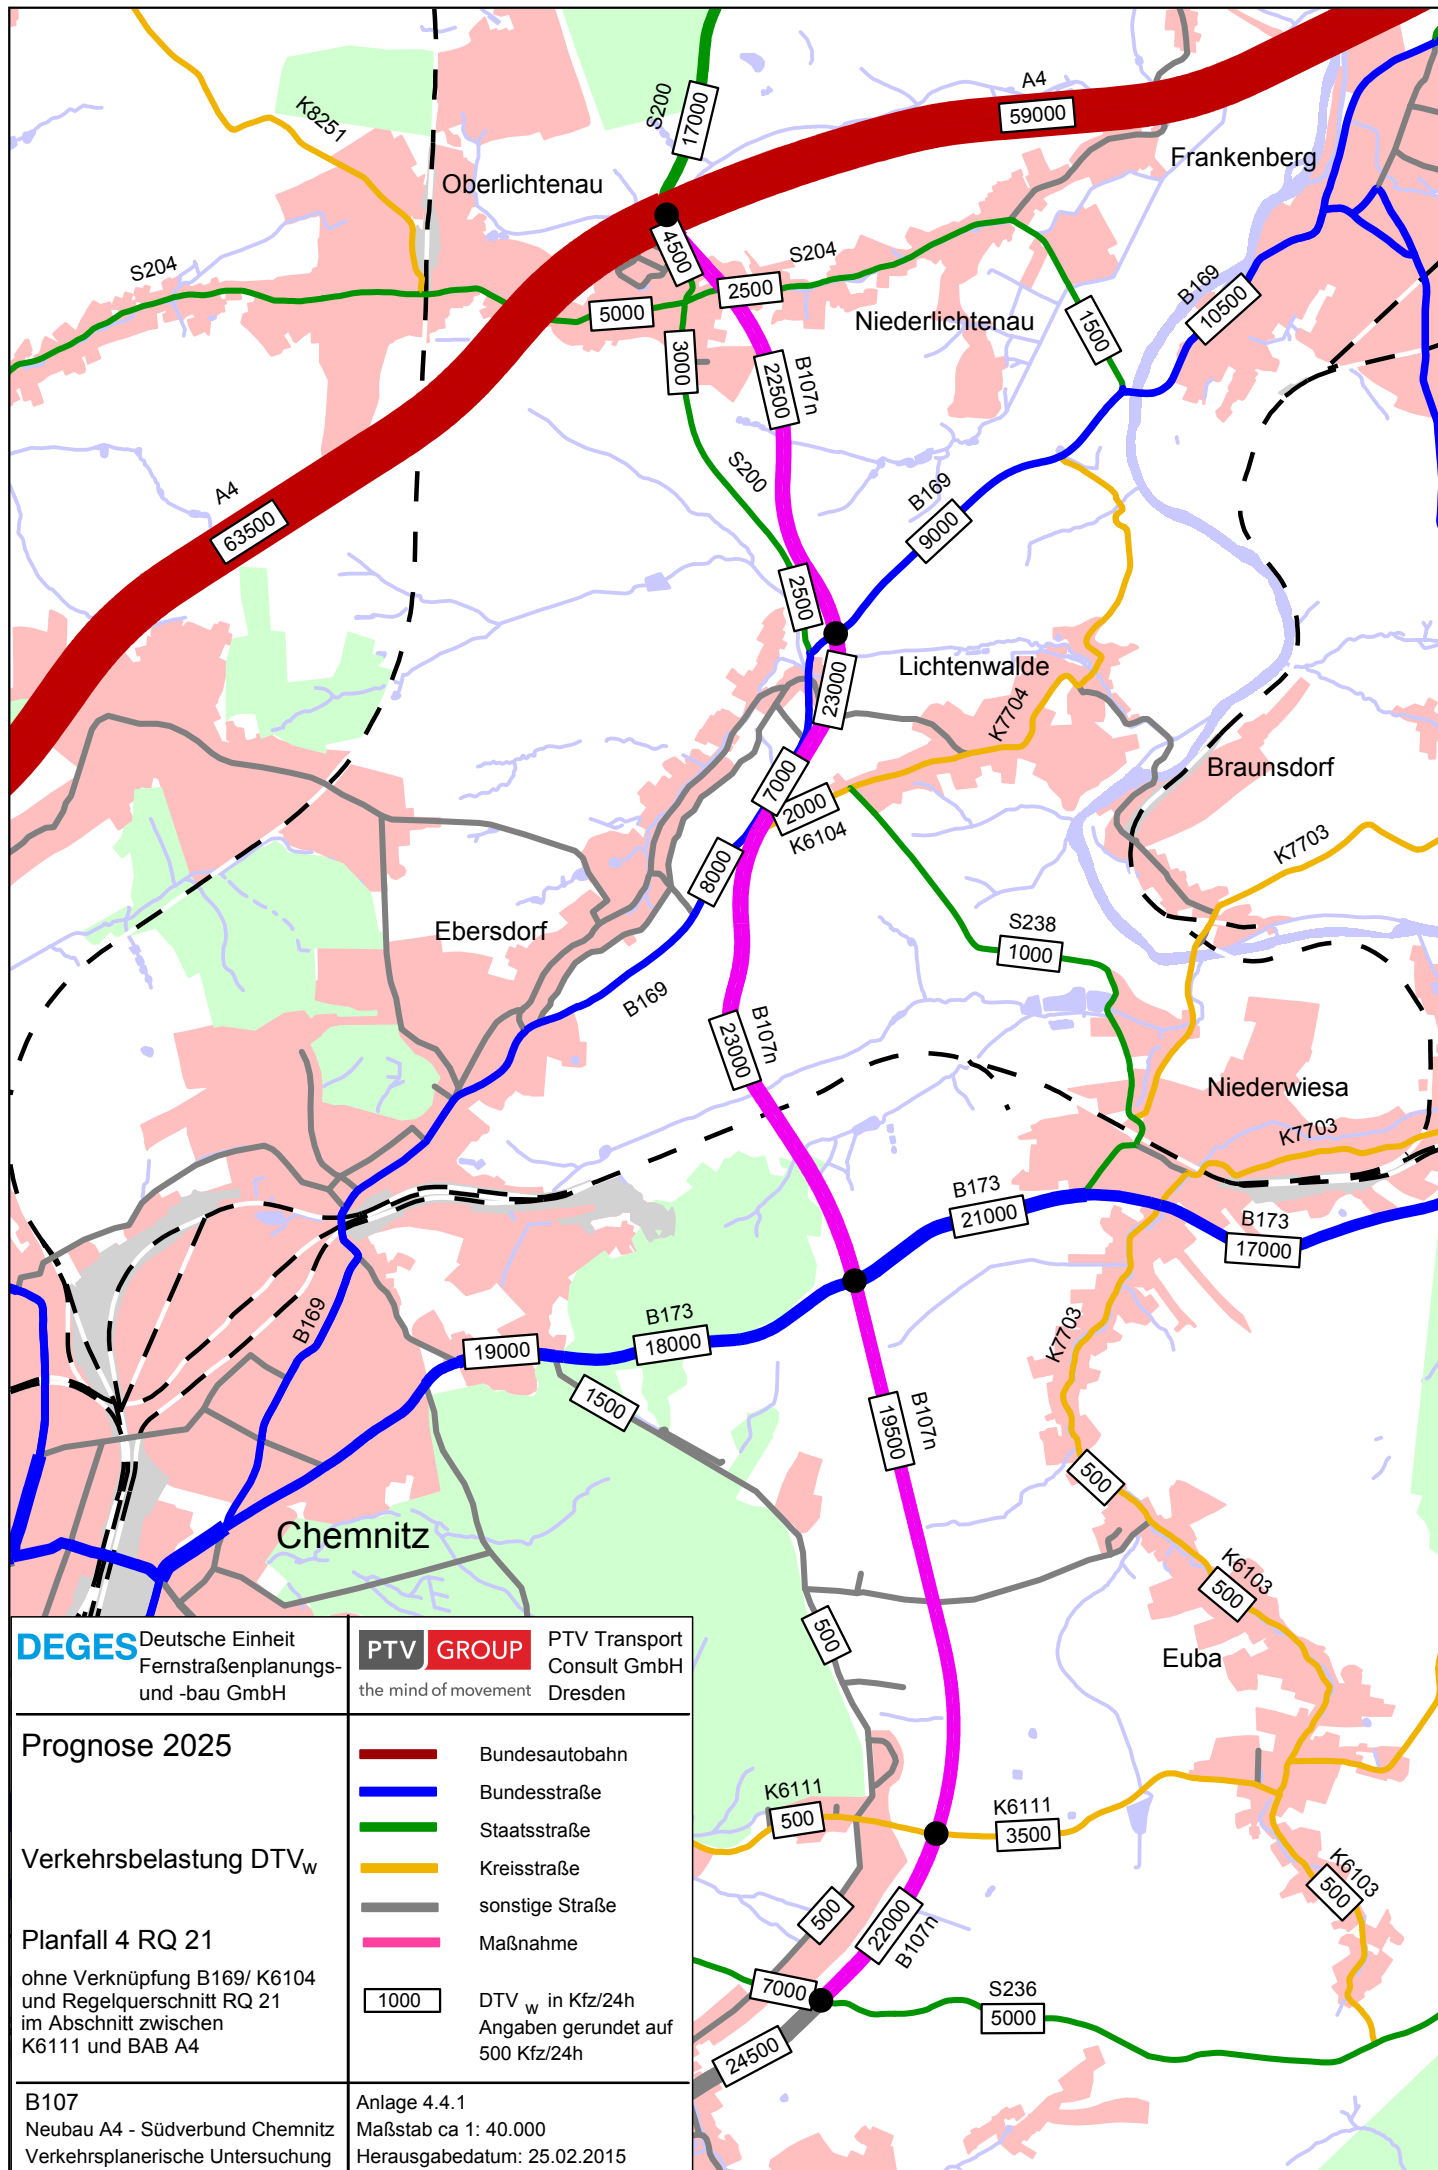 A4
59000
S200
17000
K8251
Frankenberg
Oberlichtenau
4500
S204
S204
2500
B169
10500
5000
Niederlichtenau
1500
3000
22500
B107n
S200
A4
63500
B169
9000
2500
Lichtenwalde
23000
K7704
Braunsdorf
7000
2000
K6104
K7703
8000
Ebersdorf
S238
1000
B169
B107n
23000
Niederwiesa
K7703
B173
21000
B173
17000
B169
B173
18000
19000
K7703
1500
B107n
19500
500
Chemnitz
K6103
500
500
Euba
K6111
500
K6111
3500
K6103
500
500
22000
B107n
7000
S236
5000
24500
DEGES
Deutsche Einheit
Fernstraßenplanungs-
und -bau GmbH
PTV GROUP
the mind of movement
PTV Transport
Consult GmbH
Dresden
Prognose 2025
Verkehrsbelastung DTVw
Planfall 4 RQ 21
ohne Verknüpfung B169/ K6104
und Regelquerschnitt RQ 21
im Abschnitt zwischen
K6111 und BAB A4
Bundesautobahn
Bundesstraße
Staatsstraße
Kreisstraße
sonstige Straße
Maßnahme
1000
DTV w in Kfz/24h
Angaben gerundet auf
500 Kfz/24h
B107
Neubau A4 - Südverbund Chemnitz
Verkehrsplanerische Untersuchung
Anlage 4.4.1
Maßstab ca 1: 40.000
Herausgabedatum: 25.02.2015